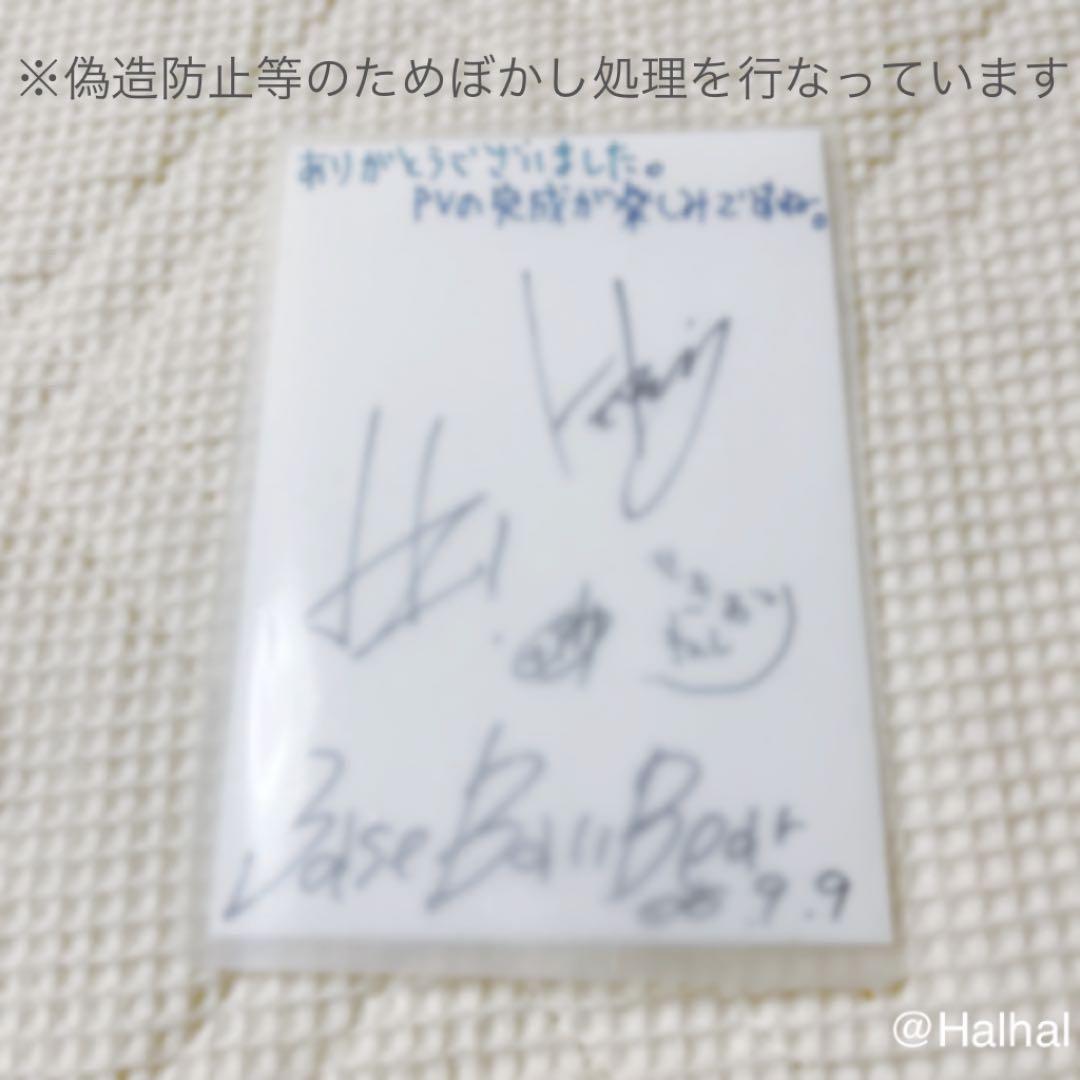 ※偽造防止等のためぼかし処理を行なっています
ありがとうございました。
PVの完成が楽しみですね。
Base Ball Bear
06.9.9
@Halhal